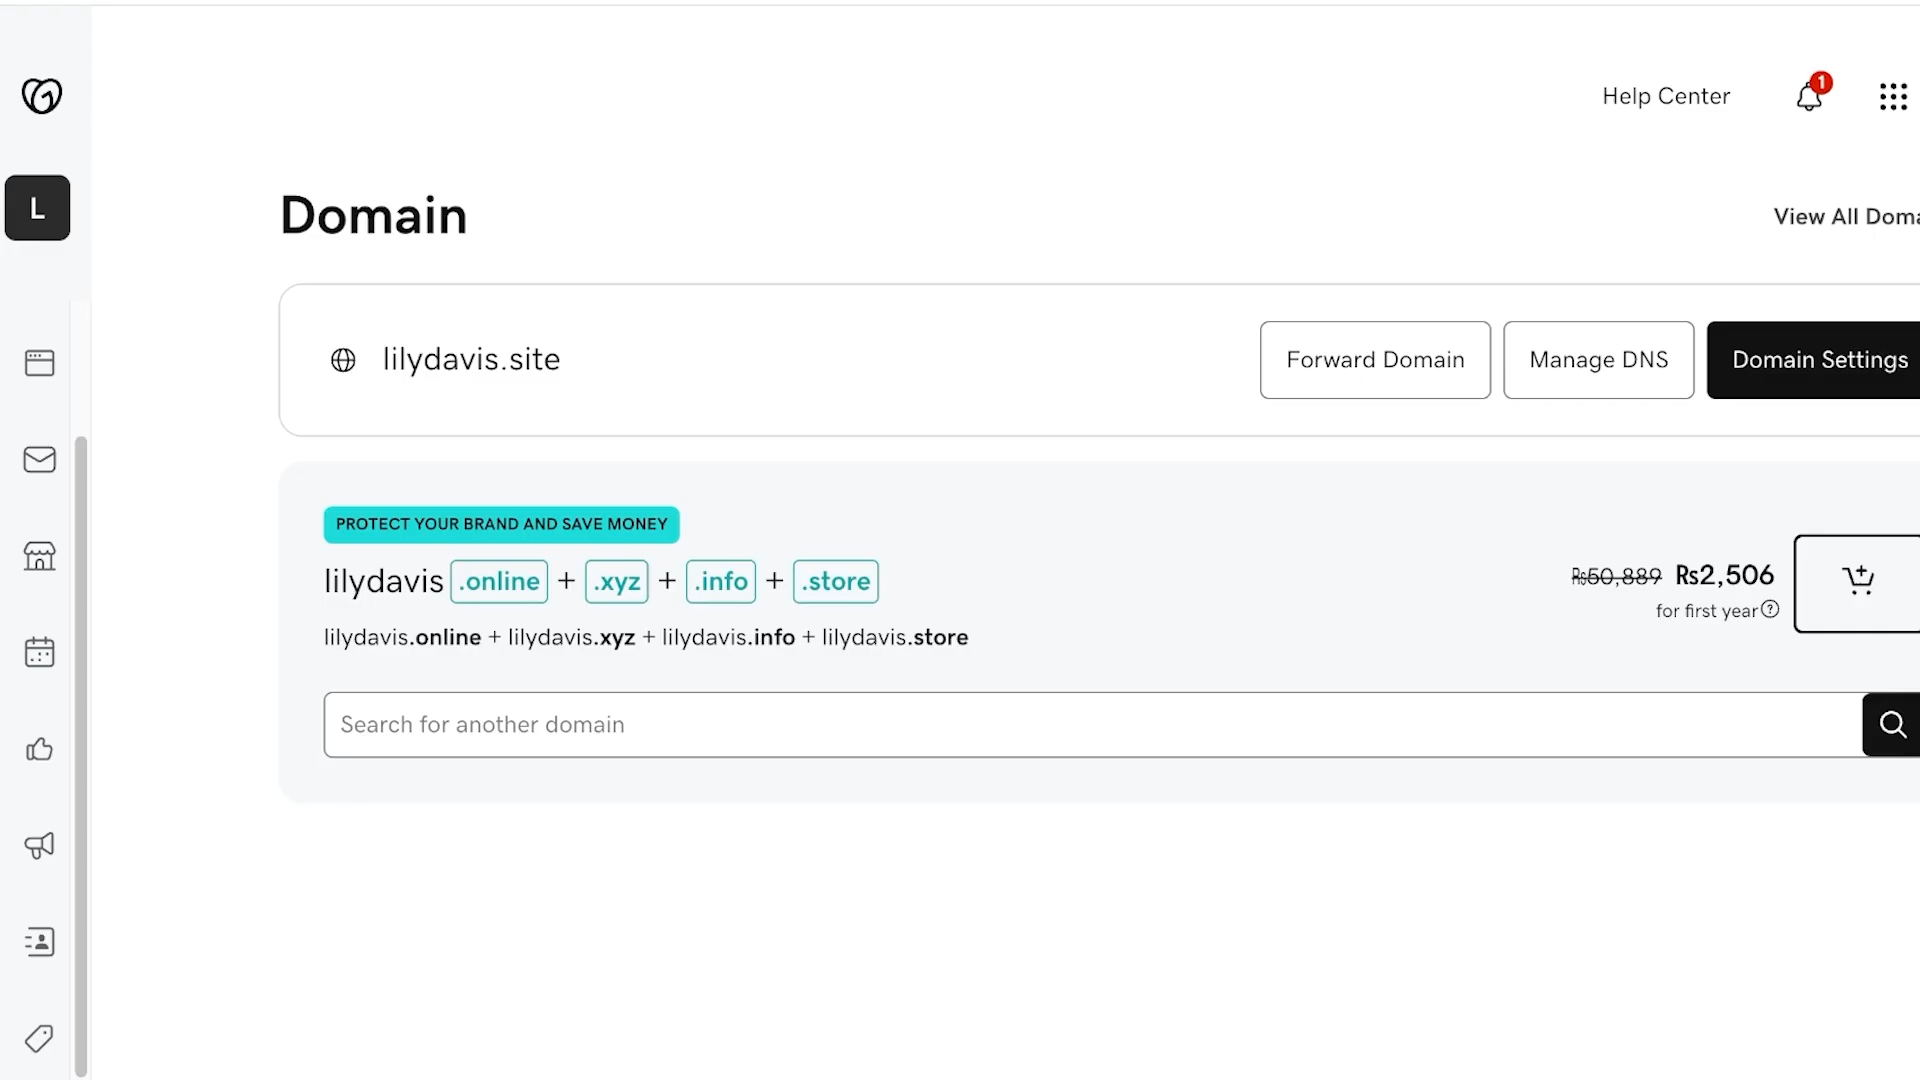 Help Center
1
L
Domain
View All Doma
lilydavis.site
Forward Domain
Manage DNS
Domain Settings
PROTECT YOUR BRAND AND SAVE MONEY
lilydavis .online + .xyz + .info + .store
₨50,889 ₨2,506
for first year
lilydavis.online + lilydavis.xyz + lilydavis.info + lilydavis.store
Search for another domain